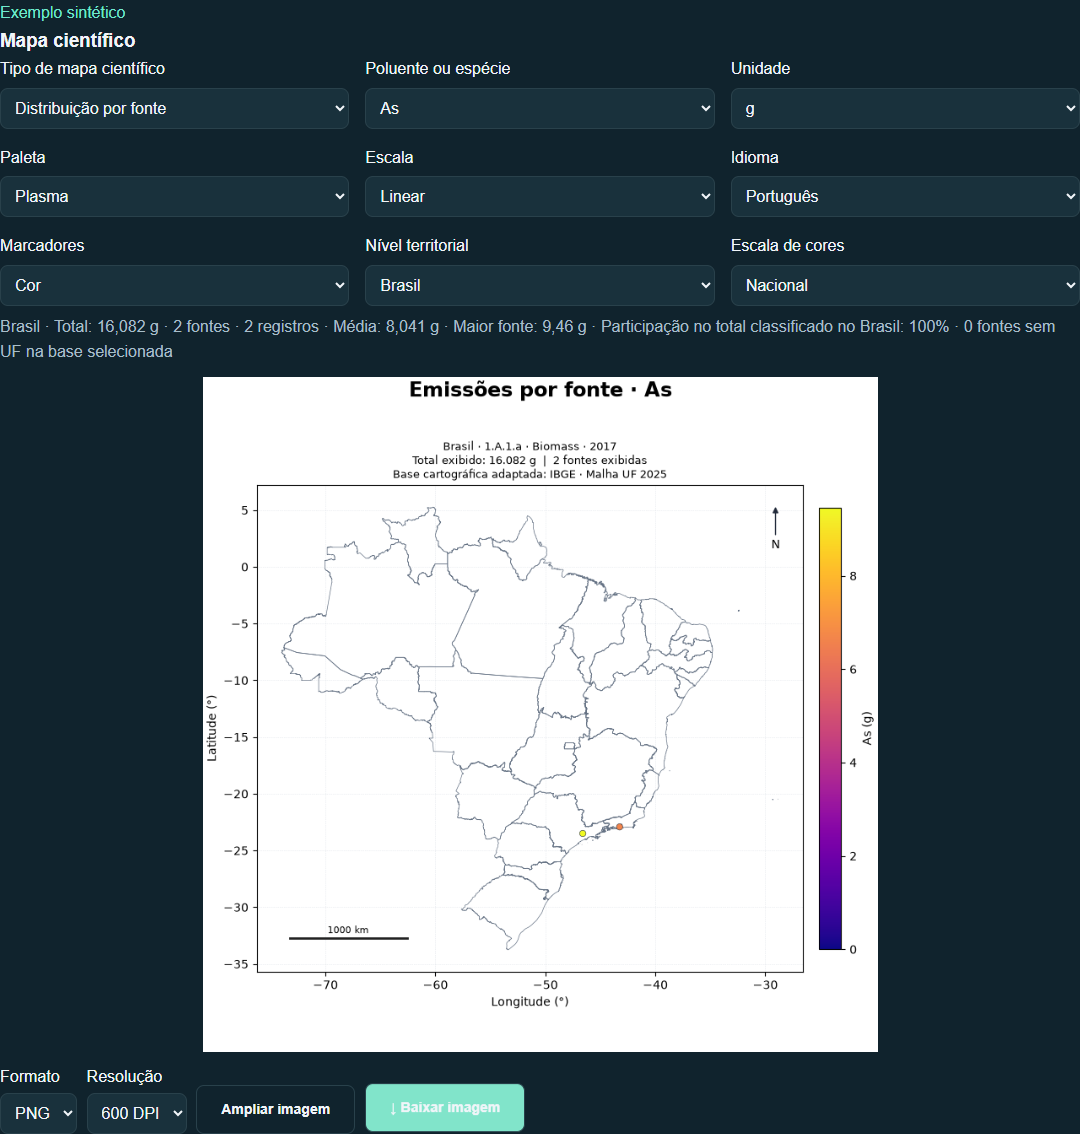 Exemplo sintético
Mapa científico
Tipo de mapa científico
Poluente ou espécie
Unidade
Distribuição por fonte
As
g
Paleta
Escala
Idioma
Plasma
Linear
Português
Marcadores
Nível territorial
Escala de cores
Cor
Brasil
Nacional
Brasil · Total: 16,082 g · 2 fontes · 2 registros · Média: 8,041 g · Maior fonte: 9,46 g · Participação no total classificado no Brasil: 100% · 0 fontes sem
UF na base selecionada
Emissões por fonte · As
Brasil · 1.A.1.a · Biomass · 2017
Total exibido: 16.082 g | 2 fontes exibidas
Base cartográfica adaptada: IBGE · Malha UF 2025
5
0
−5
−10
−15
−20
−25
−30
−35
Latitude (°)
N
1000 km
−70
−60
−50
−40
−30
Longitude (°)
8
6
4
2
0
As (g)
Formato
Resolução
PNG
600 DPI
Ampliar imagem
↓ Baixar imagem